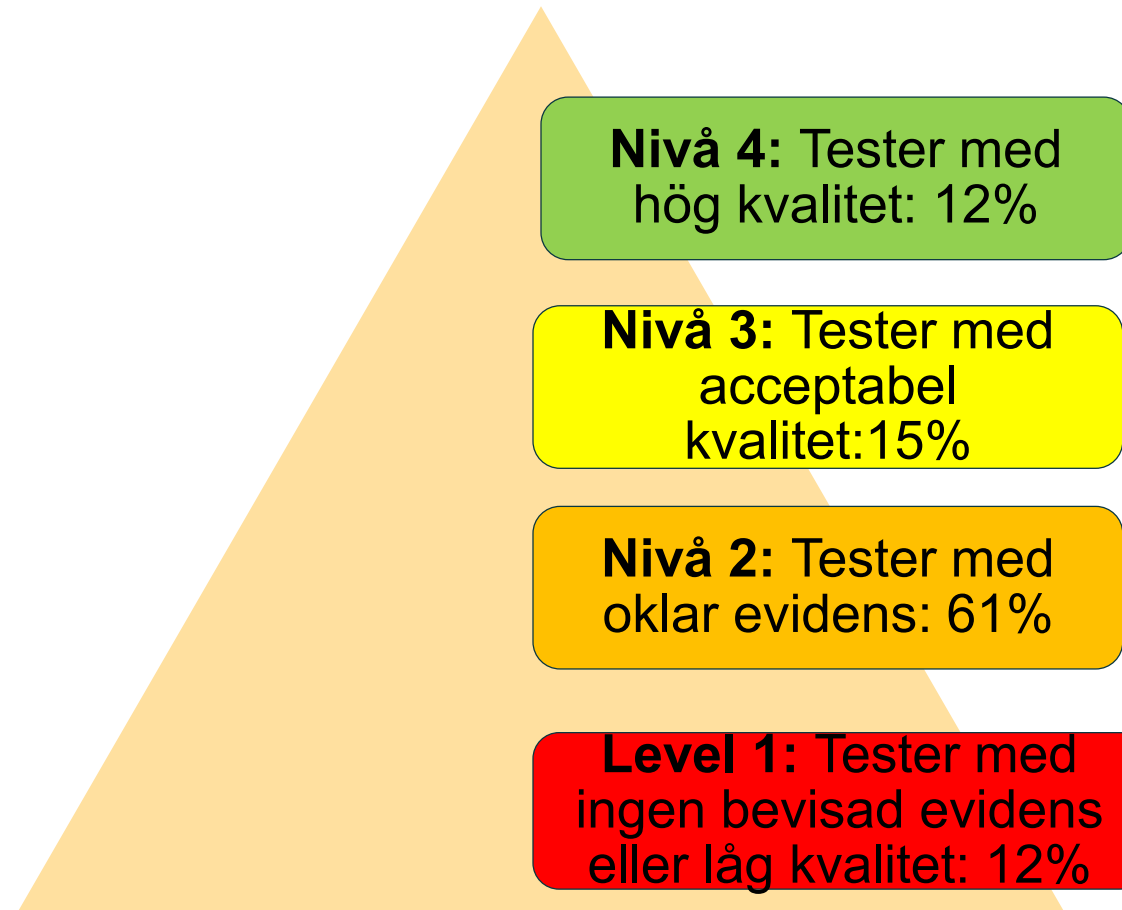 Nivå 4: Tester med
hög kvalitet: 12%
Nivå 3: Tester med
acceptabel
kvalitet:15%
Nivå 2: Tester med
oklar evidens: 61%
Level 1: Tester med
ingen bevisad evidens
eller låg kvalitet: 12%